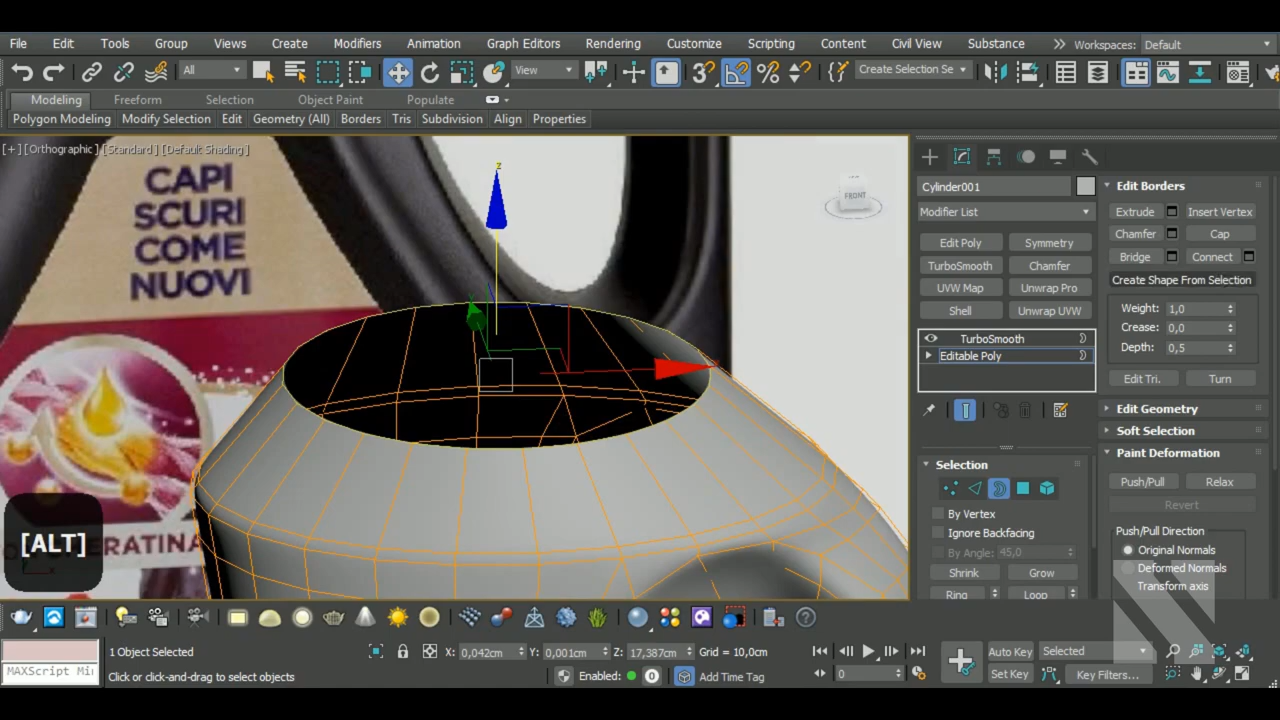 File Edit Tools Group Views Create Modifiers Animation Graph Editors Rendering Customize Scripting Content Civil View Substance Workspaces: Default
All View Create Selection Se
Modeling Freeform Selection Object Paint Populate
Polygon Modeling Modify Selection Edit Geometry (All) Borders Tris Subdivision Align Properties
[+] [Orthographic] [Standard] [Default Shading]
CAPI
SCURI
COME
NUOVI
z
FRONT
[ALT]
Cylinder001
Modifier List
Edit Poly Symmetry
TurboSmooth Chamfer
UVW Map Unwrap Pro
Shell Unwrap UVW
TurboSmooth
Editable Poly
Selection
By Vertex
Ignore Backfacing
By Angle: 45,0
Shrink Grow
Ring Loop
Edit Borders
Extrude Insert Vertex
Chamfer Cap
Bridge Connect
Create Shape From Selection
Weight: 1,0
Crease: 0,0
Depth: 0,5
Edit Tri. Turn
Edit Geometry
Soft Selection
Paint Deformation
Push/Pull Relax
Revert
Push/Pull Direction
Original Normals
Deformed Normals
Transform axis
1 Object Selected X: 0,042cm Y: 0,001cm Z: 17,387cm Grid = 10,0cm Auto Key Selected
MAXScript Mi Click or click-and-drag to select objects Enabled: 0 Add Time Tag 0 Set Key Key Filters...